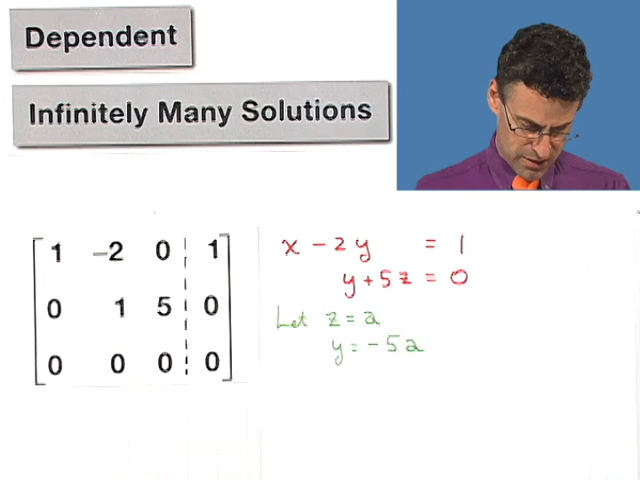 Dependent
Infinitely Many Solutions
1 -2 0 1
0 1 5 0
0 0 0 0
x - 2y = 1
y + 5z = 0
Let z = a
y = -5a